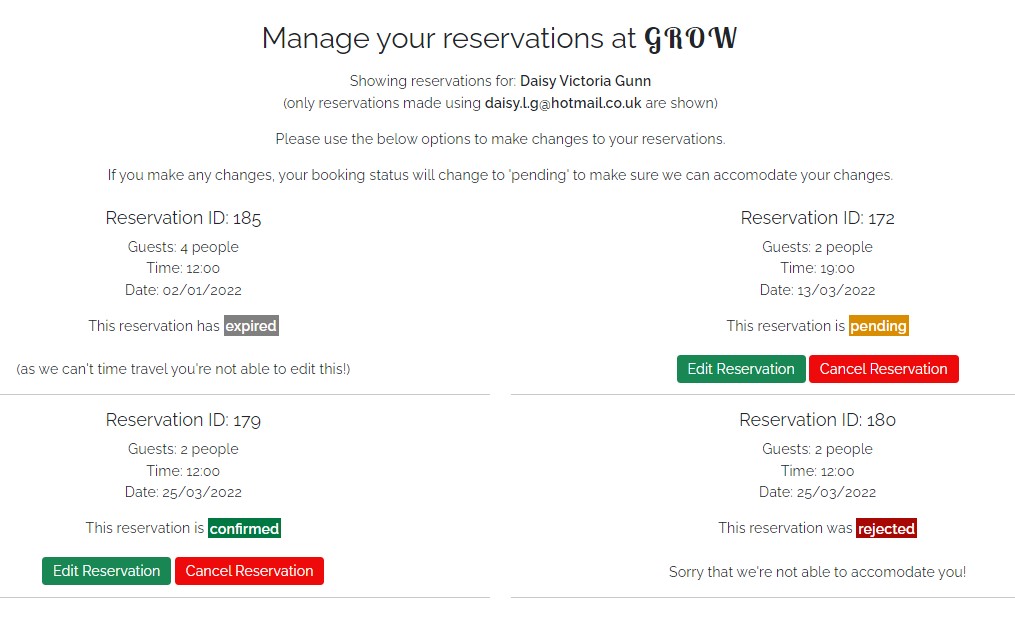 Manage your reservations at GROW
Showing reservations for: Daisy Victoria Gunn
(only reservations made using daisy.l.g@hotmail.co.uk are shown)
Please use the below options to make changes to your reservations.
If you make any changes, your booking status will change to 'pending' to make sure we can accomodate your changes.
Reservation ID: 185
Guests: 4 people
Time: 12:00
Date: 02/01/2022
This reservation has expired
(as we can't time travel you're not able to edit this!)
Reservation ID: 172
Guests: 2 people
Time: 19:00
Date: 13/03/2022
This reservation is pending
Edit Reservation Cancel Reservation
Reservation ID: 179
Guests: 2 people
Time: 12:00
Date: 25/03/2022
This reservation is confirmed
Edit Reservation Cancel Reservation
Reservation ID: 180
Guests: 2 people
Time: 12:00
Date: 25/03/2022
This reservation was rejected
Sorry that we're not able to accomodate you!